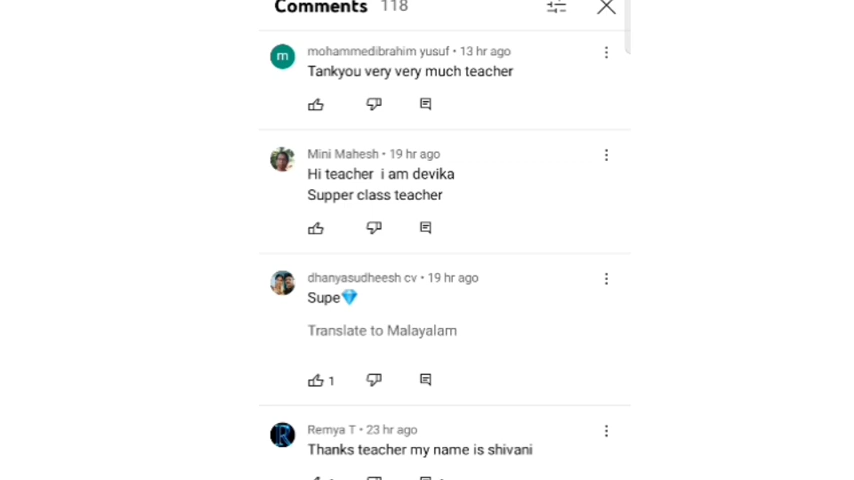 Comments 118
mohammedibrahim yusuf • 13 hr ago
Tankyou very very much teacher
Mini Mahesh • 19 hr ago
Hi teacher i am devika
Supper class teacher
dhanyasudheesh cv • 19 hr ago
Supe💎
Translate to Malayalam
1
Remya T • 23 hr ago
Thanks teacher my name is shivani